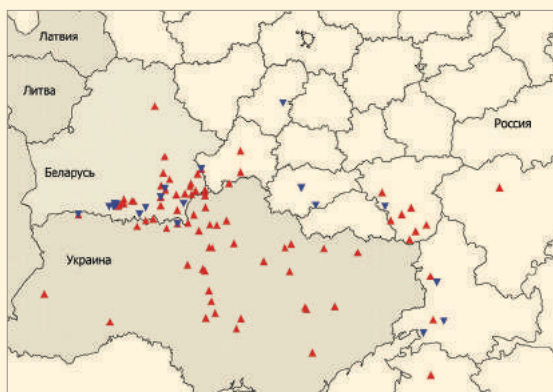 Латвия
Литва
Россия
Беларусь
Украина